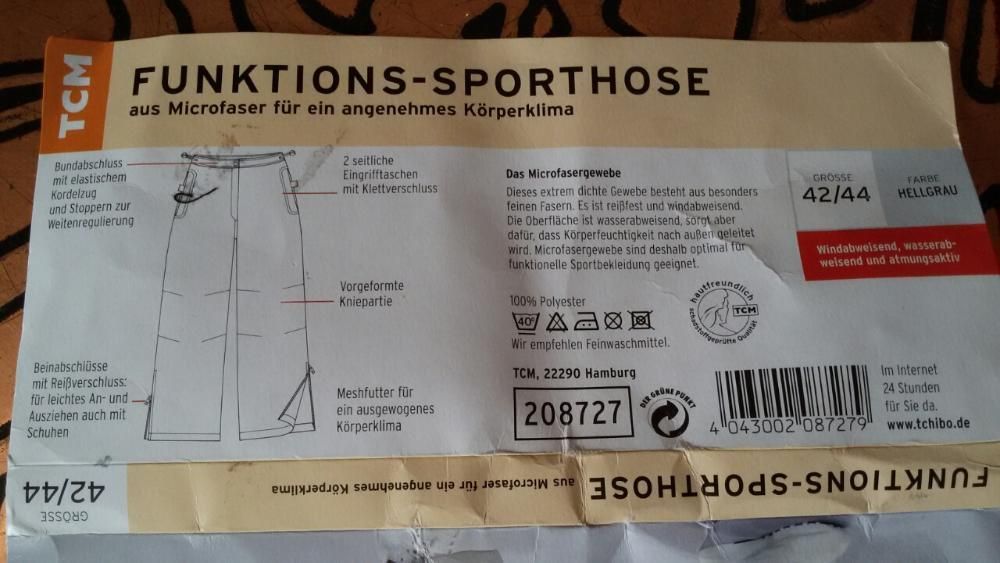 TCM
FUNKTIONS-SPORTHOSE
aus Microfaser für ein angenehmes Körperklima
Bundabschluss
mit elastischem
Kordelzug
und Stoppern zur
Weitenregulierung
2 seitliche
Eingrifftaschen
mit Klettverschluss
Vorgeformte
Kniepartie
Beinabschlüsse
mit Reißverschluss:
für leichtes An- und
Ausziehen auch mit
Schuhen
Meshfutter für
ein ausgewogenes
Körperklima
Das Microfasergewebe
Dieses extrem dichte Gewebe besteht aus besonders
feinen Fasern. Es ist reißfest und windabweisend.
Die Oberfläche ist wasserabweisend, sorgt aber
dafür, dass Körperfeuchtigkeit nach außen geleitet
wird. Microfasergewebe sind deshalb optimal für
funktionelle Sportbekleidung geeignet.
GRÖSSE
42/44
FARBE
HELLGRAU
Windabweisend, wasserab-
weisend und atmungsaktiv
100% Polyester
40°
Wir empfehlen Feinwaschmittel.
hautfreundlich
TCM
schadstoffgeprüfte Qualität
TCM, 22290 Hamburg
208727
DER GRÜNE PUNKT
4 043002 087279
Im Internet
24 Stunden
für Sie da.
www.tchibo.de
FUNKTIONS-SPORTHOSE
aus Microfaser für ein angenehmes Körperklima
GRÖSSE
42/44